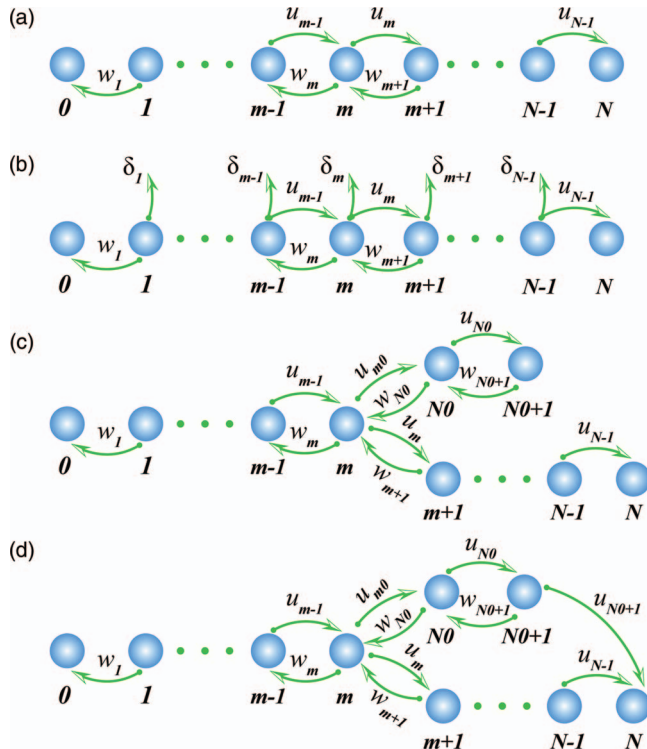 (a)
u_{m-1} u_m u_{N-1}
w_1 w_m w_{m+1}
0 1 m-1 m m+1 N-1 N
(b)
δ_1 δ_{m-1} δ_m δ_{m+1} δ_{N-1}
u_{m-1} u_m u_{N-1}
w_1 w_m w_{m+1}
0 1 m-1 m m+1 N-1 N
(c)
u_{N0}
u_{m-1} u_{m0} w_{N0} w_{N0+1}
N0 N0+1
w_1 w_m u_m u_{N-1}
w_{m+1}
0 1 m-1 m
m+1 N-1 N
(d)
u_{N0}
u_{m-1} u_{m0} w_{N0} w_{N0+1} u_{N0+1}
N0 N0+1
w_1 w_m u_m u_{N-1}
w_{m+1}
0 1 m-1 m
m+1 N-1 N